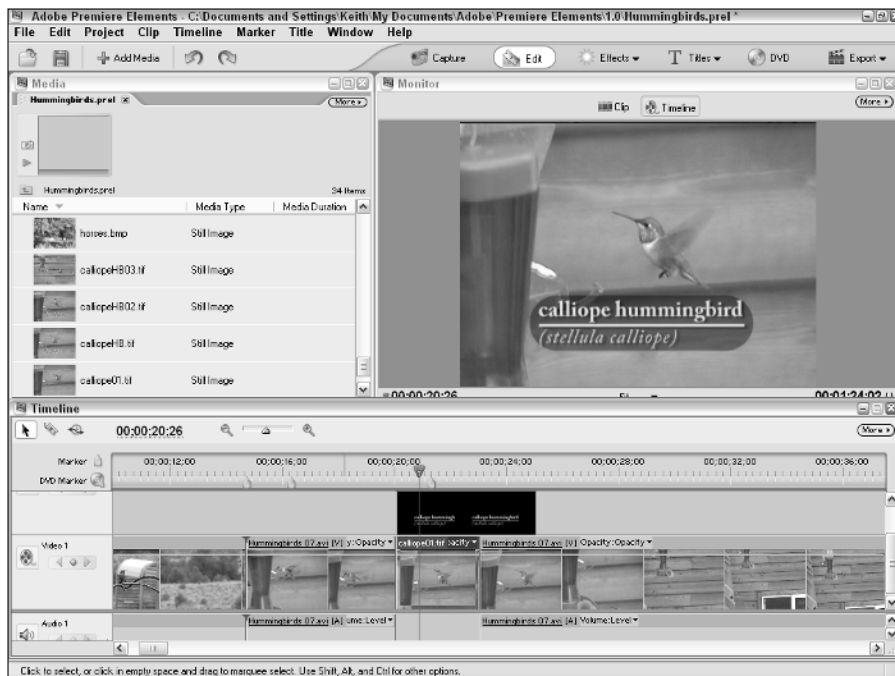 Adobe Premiere Elements - C:\Documents and Settings\Keith\My Documents\Adobe\Premiere Elements\1.0\Hummingbirds.prel *
File Edit Project Clip Timeline Marker Title Window Help
Add Media Capture Edit Effects Titles DVD Export
Media
Hummingbirds.prel
More
Hummingbirds.prel 34 Items
Name Media Type Media Duration
horses.bmp Still Image
calliopeHB03.tif Still Image
calliopeHB02.tif Still Image
calliopeHB.tif Still Image
calliope01.tif Still Image
Monitor
Clip Timeline More
calliope hummingbird
(stellula calliope)
00:00:20:26 00:01:24:02
Timeline
00:00:20:26 More
Marker 00;00;12;00 00;00;16;00 00;00;20;00 00;00;24;00 00;00;28;00 00;00;32;00 00;00;36;00
DVD Marker
Video 1 Hummingbirds 07.avi [V] y:Opacity calliope01.tif pacity Hummingbirds 07.avi [V] Opacity:Opacity
Audio 1 Hummingbirds 07.avi [A] ume:Level Hummingbirds 07.avi [A] Volume:Level
Click to select, or click in empty space and drag to marquee select. Use Shift, Alt, and Ctrl for other options.